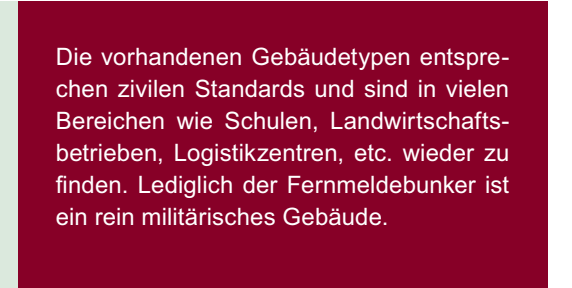 Die vorhandenen Gebäudetypen entspre-
chen zivilen Standards und sind in vielen
Bereichen wie Schulen, Landwirtschafts-
betrieben, Logistikzentren, etc. wieder zu
finden. Lediglich der Fernmeldebunker ist
ein rein militärisches Gebäude.